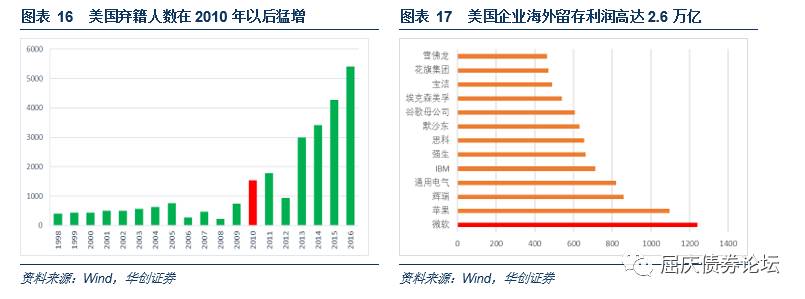 图表 16 美国弃籍人数在 2010 年以后猛增
6000
5000
4000
3000
2000
1000
0
1998
1999
2000
2001
2002
2003
2004
2005
2006
2007
2008
2009
2010
2011
2012
2013
2014
2015
2016
资料来源：Wind，华创证券
图表 17 美国企业海外留存利润高达 2.6 万亿
雪佛龙
花旗集团
宝洁
埃克森美孚
谷歌母公司
默沙东
思科
强生
IBM
通用电气
辉瑞
苹果
微软
0 200 400 600 800 1000 1200 1400
资料来源：Wind，华创证券
屈庆债券论坛